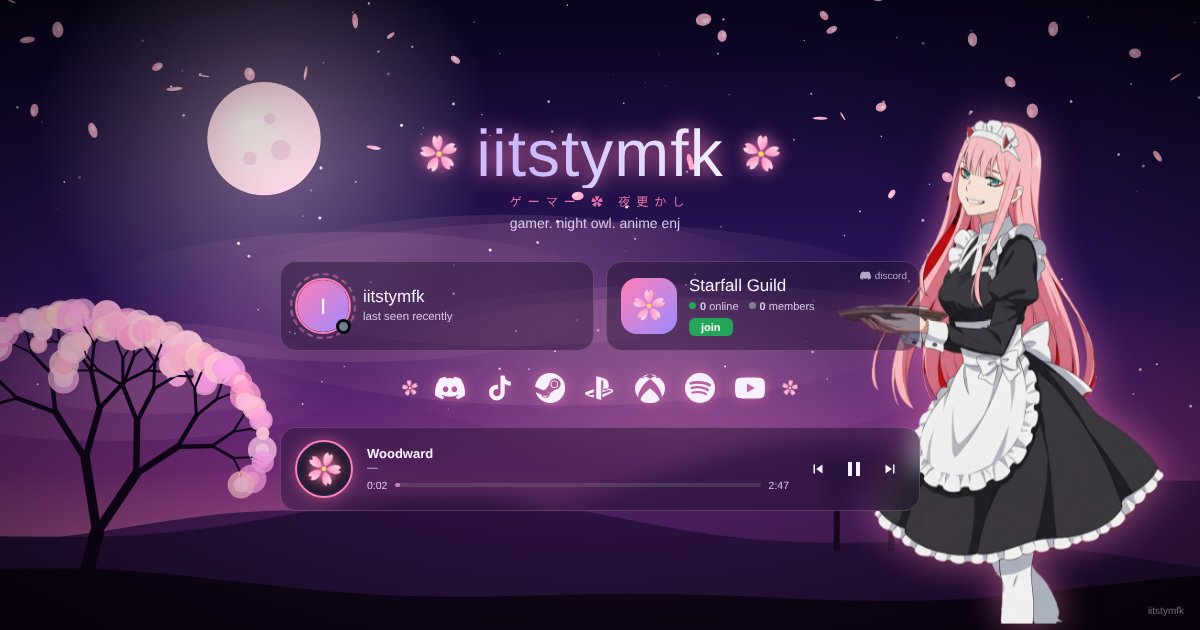 iitstymfk
ゲーマー ✽ 夜更かし
gamer. night owl. anime enj
I
iitstymfk
last seen recently
Starfall Guild
discord
0 online 0 members
join
Woodward
—
0:02 2:47
iitstymfk